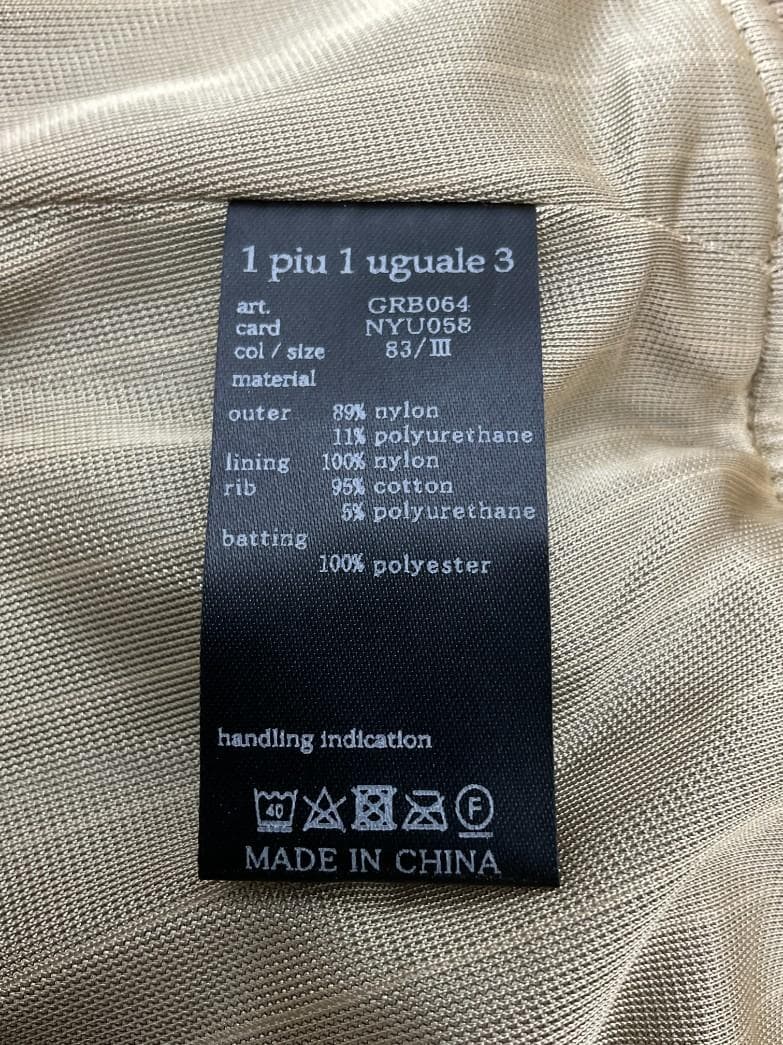 1 piu 1 uguale 3
art. GRB064
card NYU058
col / size 83/Ⅲ
material
outer 89% nylon
11% polyurethane
lining 100% nylon
rib 95% cotton
5% polyurethane
batting
100% polyester
handling indication
40 F
MADE IN CHINA